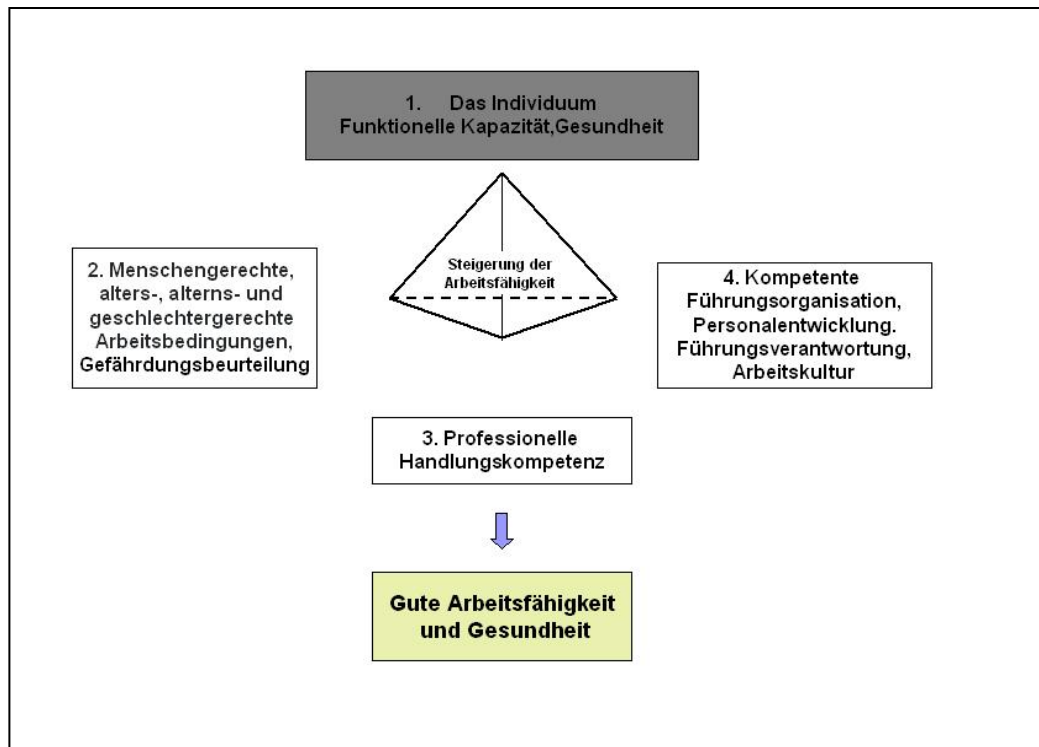 1. Das Individuum
Funktionelle Kapazität,Gesundheit
Steigerung der
Arbeitsfähigkeit
2. Menschengerechte,
alters-, alterns- und
geschlechtergerechte
Arbeitsbedingungen,
Gefährdungsbeurteilung
4. Kompetente
Führungsorganisation,
Personalentwicklung.
Führungsverantwortung,
Arbeitskultur
3. Professionelle
Handlungskompetenz
Gute Arbeitsfähigkeit
und Gesundheit